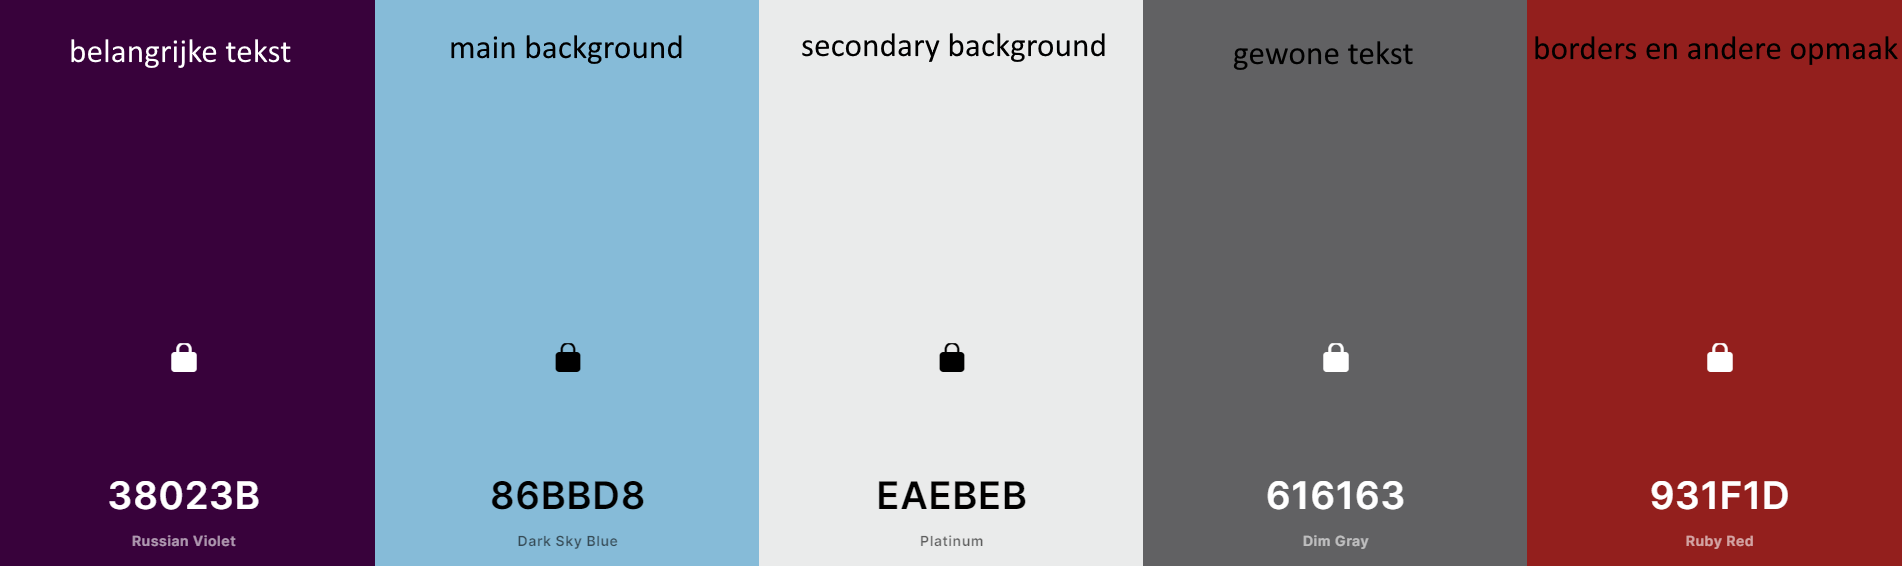 belangrijke tekst
main background
secondary background
gewone tekst
borders en andere opmaak
38023B
86BBD8
EAEBEB
616163
931F1D
Russian Violet
Dark Sky Blue
Platinum
Dim Gray
Ruby Red